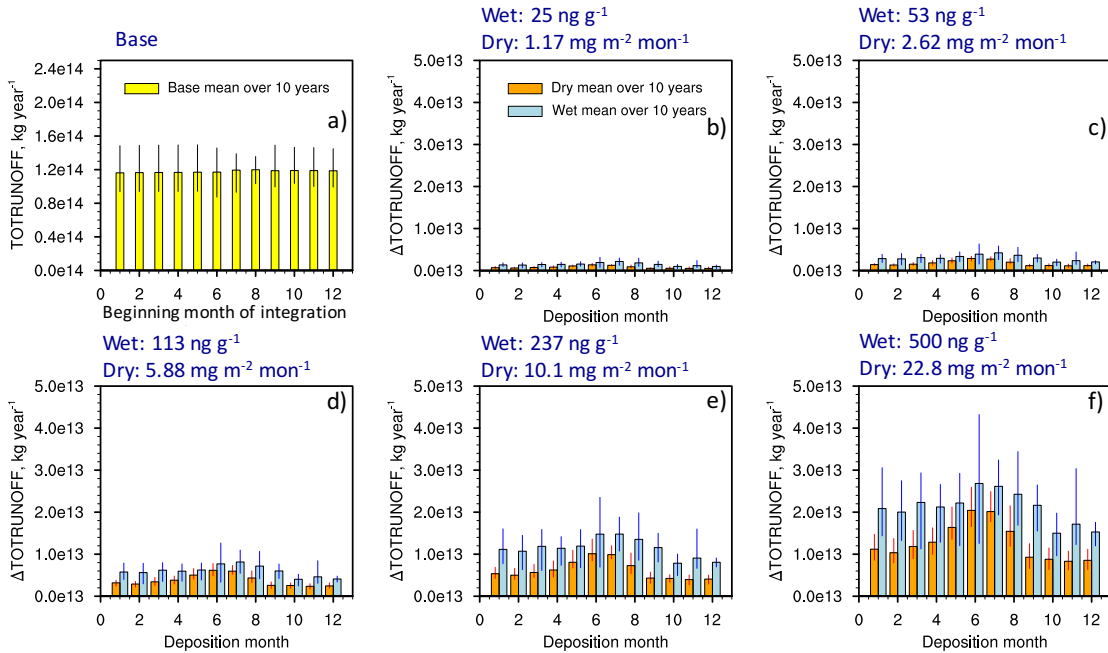 Base
2.4e14
2.0e14
1.6e14
1.2e14
0.8e14
0.4e14
0.0e14
TOTRUNOFF, kg year⁻¹
Base mean over 10 years
a)
0 2 4 6 8 10 12
Beginning month of integration
Wet: 25 ng g⁻¹
Dry: 1.17 mg m⁻² mon⁻¹
5.0e13
4.0e13
3.0e13
2.0e13
1.0e13
0.0e13
ΔTOTRUNOFF, kg year⁻¹
Dry mean over 10 years
Wet mean over 10 years
b)
0 2 4 6 8 10 12
Deposition month
Wet: 53 ng g⁻¹
Dry: 2.62 mg m⁻² mon⁻¹
5.0e13
4.0e13
3.0e13
2.0e13
1.0e13
0.0e13
ΔTOTRUNOFF, kg year⁻¹
c)
0 2 4 6 8 10 12
Deposition month
Wet: 113 ng g⁻¹
Dry: 5.88 mg m⁻² mon⁻¹
5.0e13
4.0e13
3.0e13
2.0e13
1.0e13
0.0e13
ΔTOTRUNOFF, kg year⁻¹
d)
0 2 4 6 8 10 12
Deposition month
Wet: 237 ng g⁻¹
Dry: 10.1 mg m⁻² mon⁻¹
5.0e13
4.0e13
3.0e13
2.0e13
1.0e13
0.0e13
ΔTOTRUNOFF, kg year⁻¹
e)
0 2 4 6 8 10 12
Deposition month
Wet: 500 ng g⁻¹
Dry: 22.8 mg m⁻² mon⁻¹
5.0e13
4.0e13
3.0e13
2.0e13
1.0e13
0.0e13
ΔTOTRUNOFF, kg year⁻¹
f)
0 2 4 6 8 10 12
Deposition month